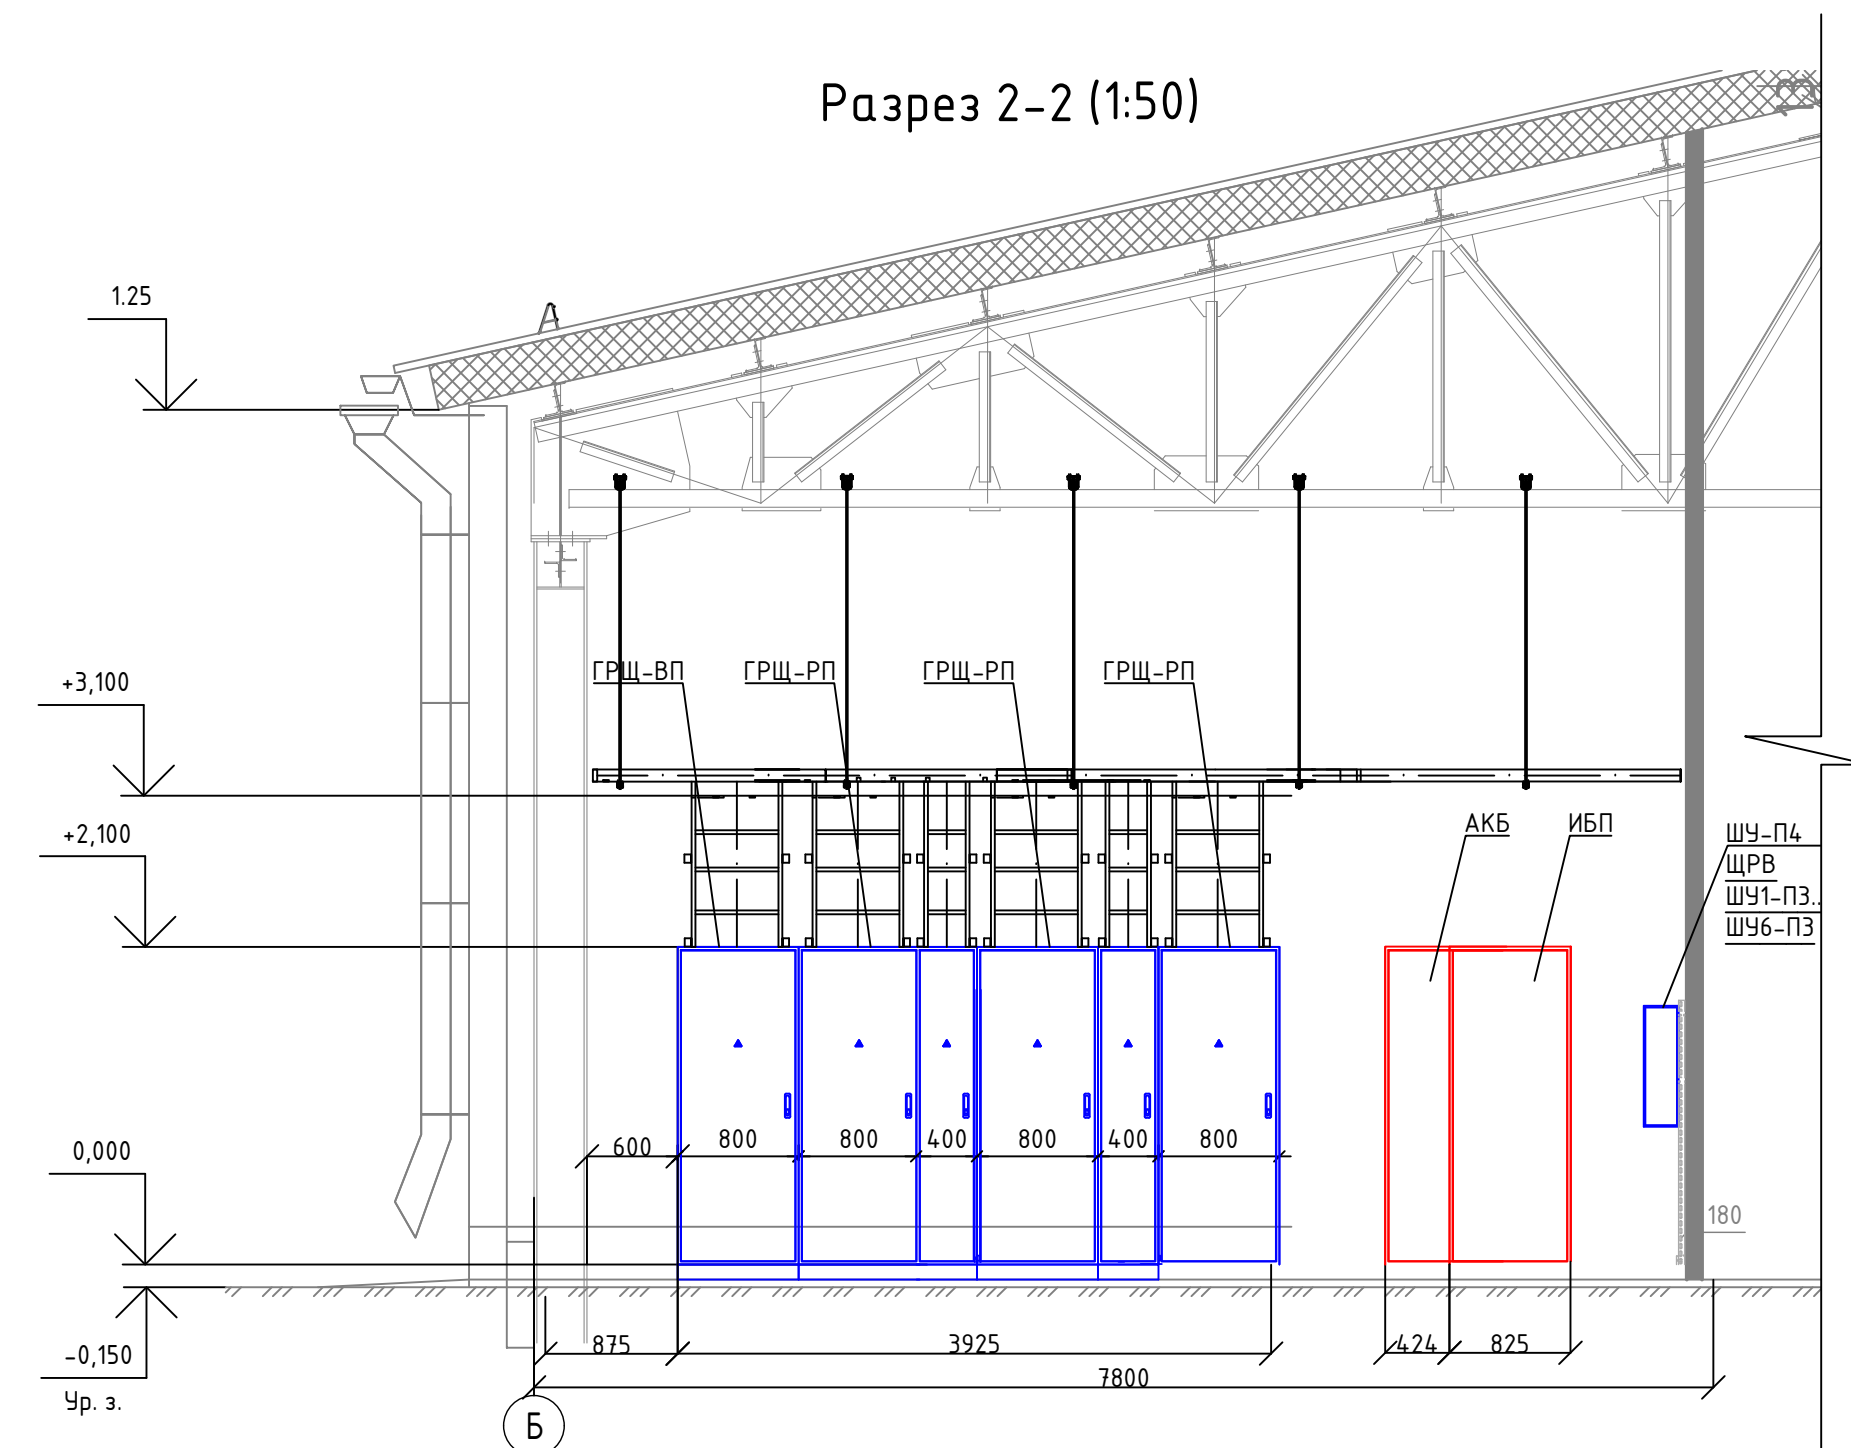 Разрез 2-2 (1:50)
В
1.25
+3,100
ГРЩ-ВП
ГРЩ-РП
ГРЩ-РП
ГРЩ-РП
+2,100
АКБ
ИБП
ШУ-П4
ЩРВ
ШУ1-П3..
ШУ6-П3
0,000
600
800
800
400
800
400
800
180
-0,150
Ур. з.
875
3925
424
825
7800
Б